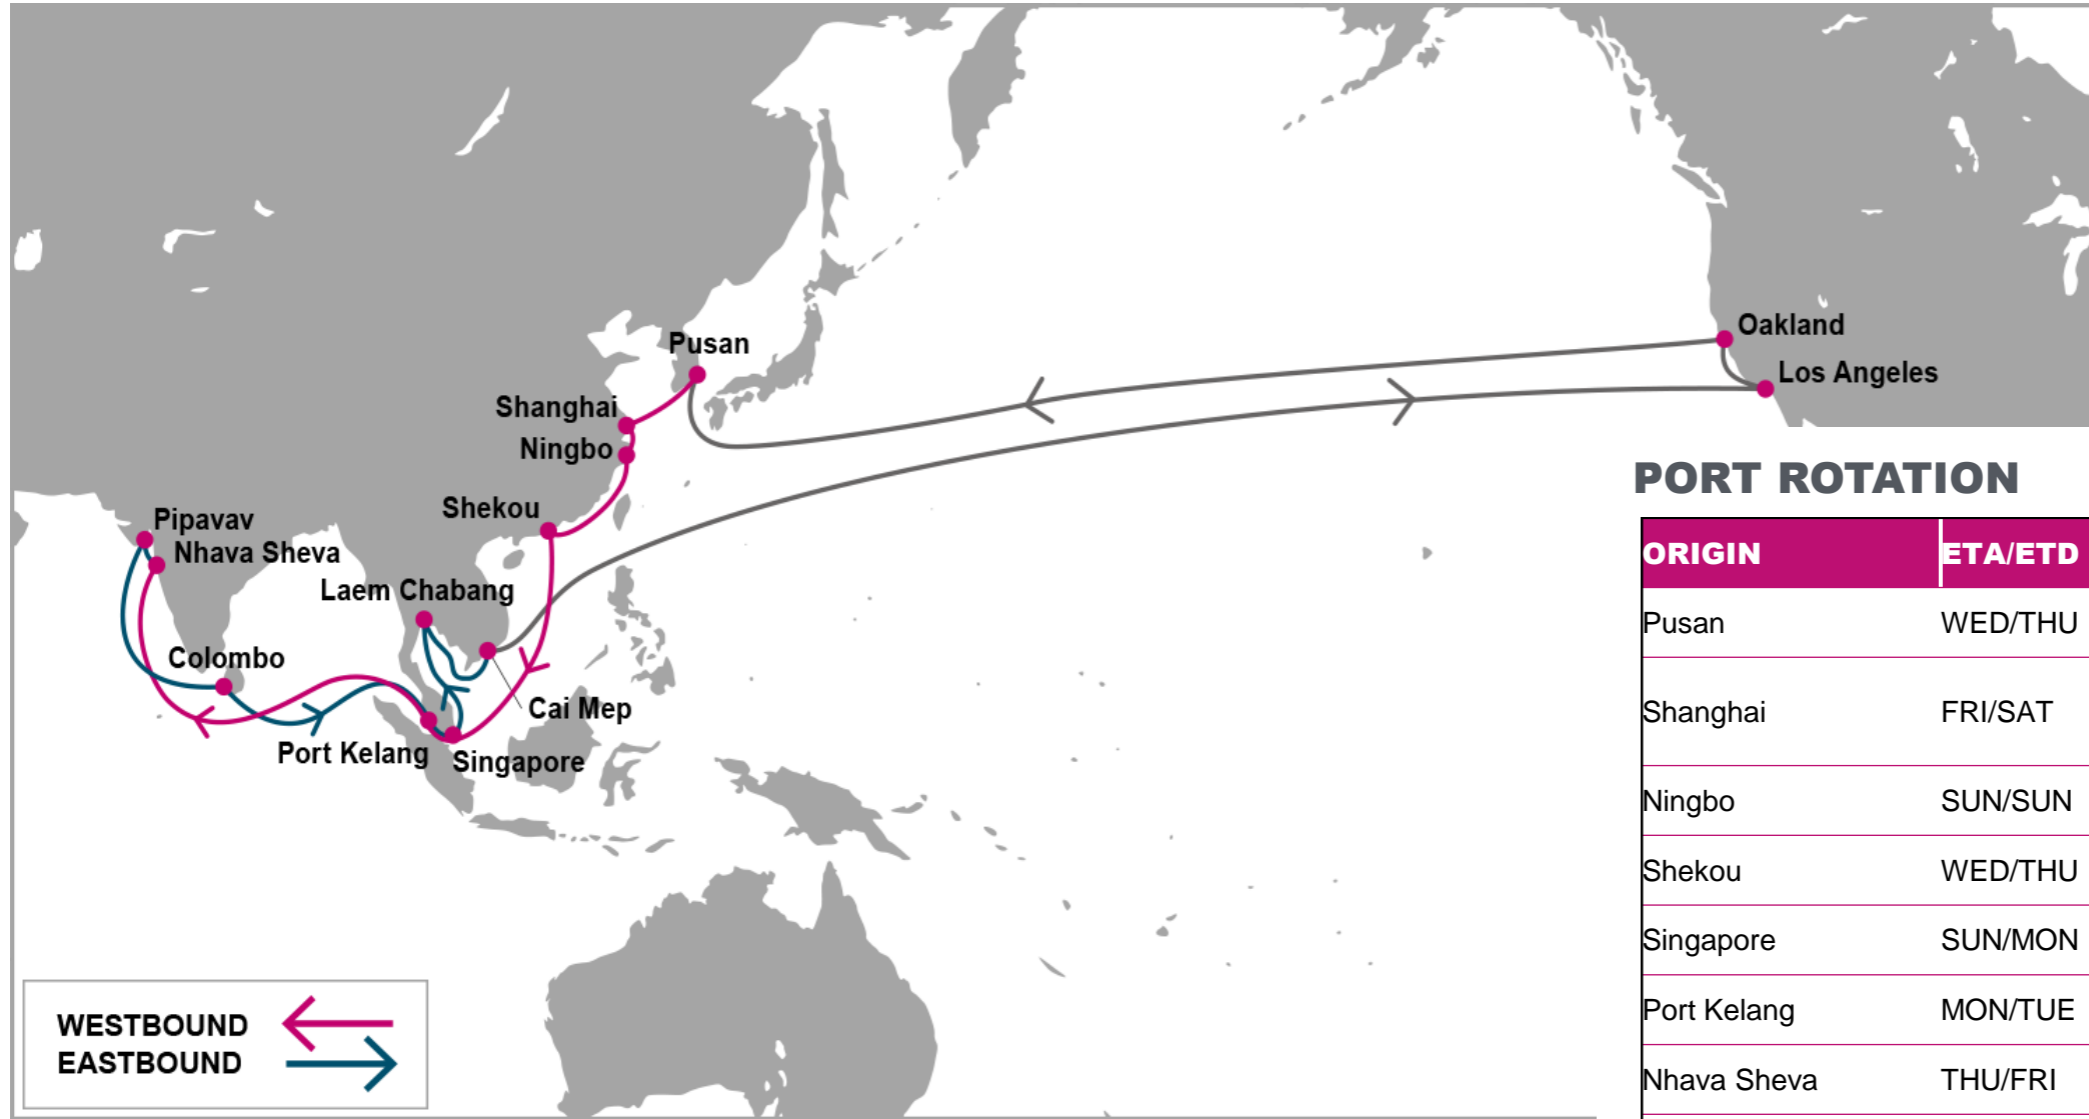 Oakland
Pusan
Los Angeles
Shanghai
Ningbo
Shekou
Pipavav
Nhava Sheva
Laem Chabang
Colombo
Cai Mep
Port Kelang
Singapore
WESTBOUND
EASTBOUND
PORT ROTATION
ORIGIN ETA/ETD
Pusan WED/THU
Shanghai FRI/SAT
Ningbo SUN/SUN
Shekou WED/THU
Singapore SUN/MON
Port Kelang MON/TUE
Nhava Sheva THU/FRI